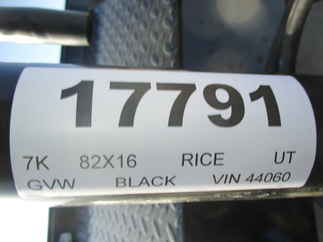 17791
7K 82X16 RICE UT
GVW BLACK VIN 44060